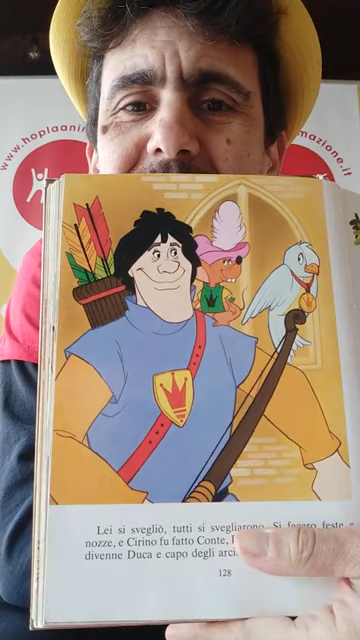 www.hoplaanim
mazione.it
Lei si svegliò, tutti si svegliarono. Si fecero feste e
nozze, e Cirino fu fatto Conte,
divenne Duca e capo degli arci
128